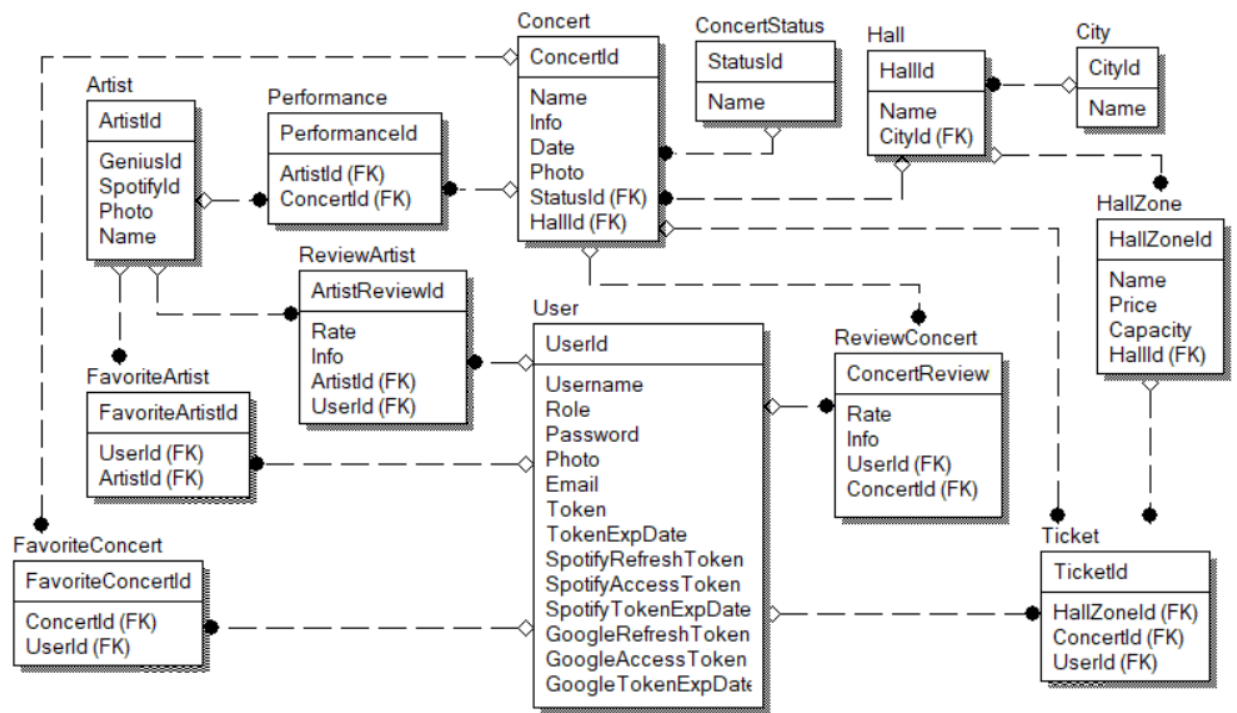 Concert
ConcertId
Name
Info
Date
Photo
StatusId (FK)
HallId (FK)
ConcertStatus
StatusId
Name
Hall
HallId
Name
CityId (FK)
City
CityId
Name
Artist
ArtistId
GeniusId
SpotifyId
Photo
Name
Performance
PerformanceId
ArtistId (FK)
ConcertId (FK)
HallZone
HallZoneId
Name
Price
Capacity
HallId (FK)
ReviewArtist
ArtistReviewId
Rate
Info
ArtistId (FK)
UserId (FK)
User
UserId
Username
Role
Password
Photo
Email
Token
TokenExpDate
SpotifyRefreshToken
SpotifyAccessToken
SpotifyTokenExpDate
GoogleRefreshToken
GoogleAccessToken
GoogleTokenExpDate
ReviewConcert
ConcertReview
Rate
Info
UserId (FK)
ConcertId (FK)
FavoriteArtist
FavoriteArtistId
UserId (FK)
ArtistId (FK)
FavoriteConcert
FavoriteConcertId
ConcertId (FK)
UserId (FK)
Ticket
TicketId
HallZoneId (FK)
ConcertId (FK)
UserId (FK)